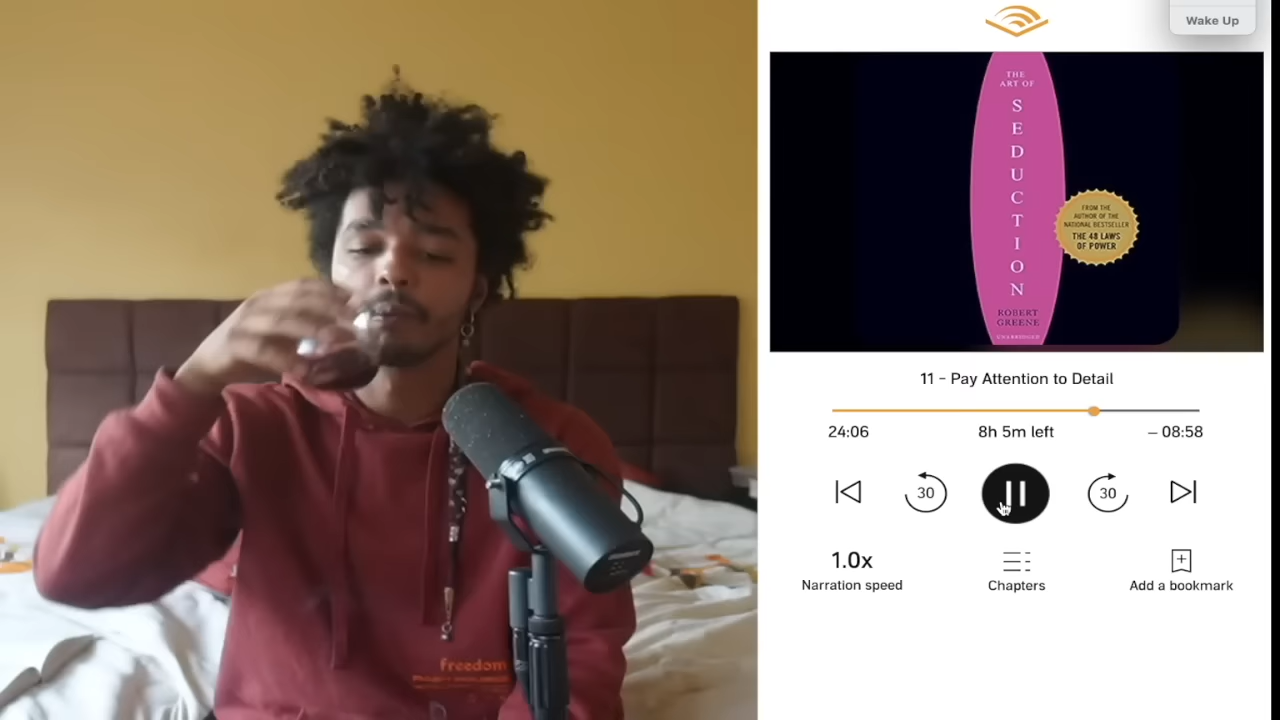 Wake Up
THE
ART OF
SEDUCTION
FROM THE
AUTHOR OF THE
NATIONAL BESTSELLER
THE 48 LAWS
OF POWER
ROBERT
GREENE
UNABRIDGED
11 - Pay Attention to Detail
24:06
8h 5m left
– 08:58
30
30
1.0x
Narration speed
Chapters
Add a bookmark
freedom